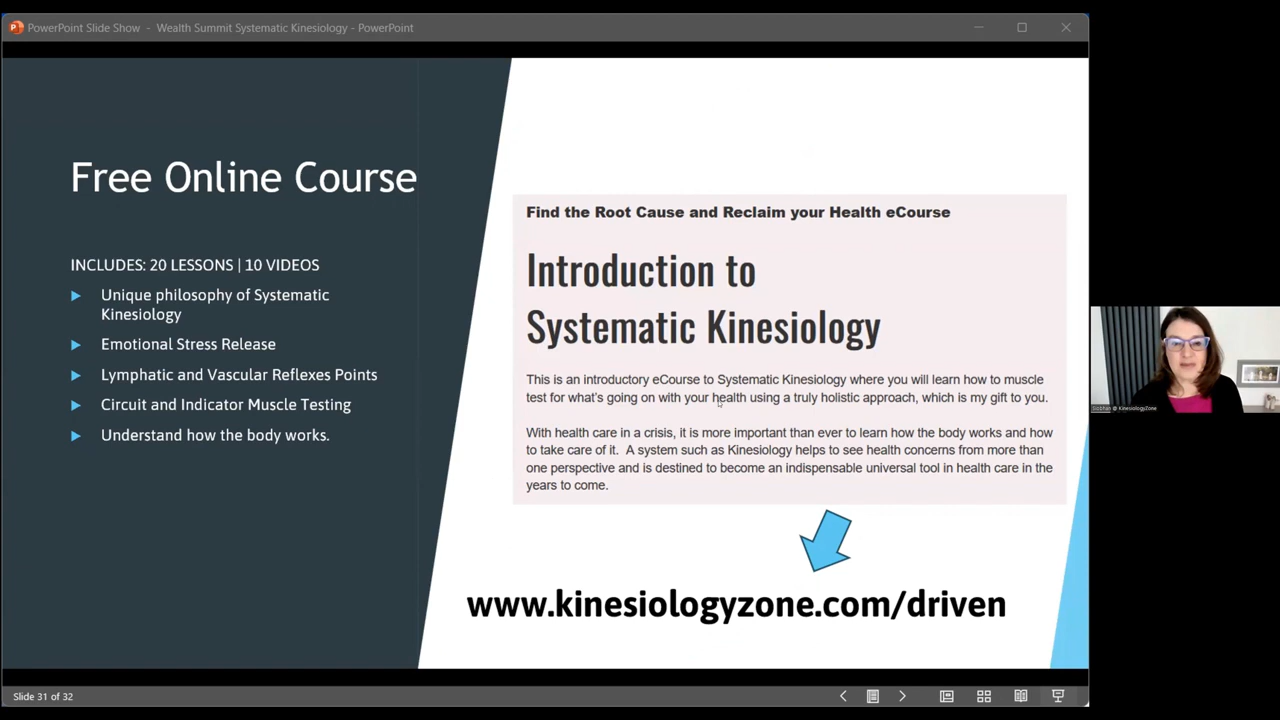 PowerPoint Slide Show - Wealth Summit Systematic Kinesiology - PowerPoint
Free Online Course
INCLUDES: 20 LESSONS | 10 VIDEOS
Unique philosophy of Systematic
Kinesiology
Emotional Stress Release
Lymphatic and Vascular Reflexes Points
Circuit and Indicator Muscle Testing
Understand how the body works.
Find the Root Cause and Reclaim your Health eCourse
Introduction to
Systematic Kinesiology
This is an introductory eCourse to Systematic Kinesiology where you will learn how to muscle
test for what's going on with your health using a truly holistic approach, which is my gift to you.
With health care in a crisis, it is more important than ever to learn how the body works and how
to take care of it.  A system such as Kinesiology helps to see health concerns from more than
one perspective and is destined to become an indispensable universal tool in health care in the
years to come.
www.kinesiologyzone.com/driven
Siobhan @ KinesiologyZone
Slide 31 of 32